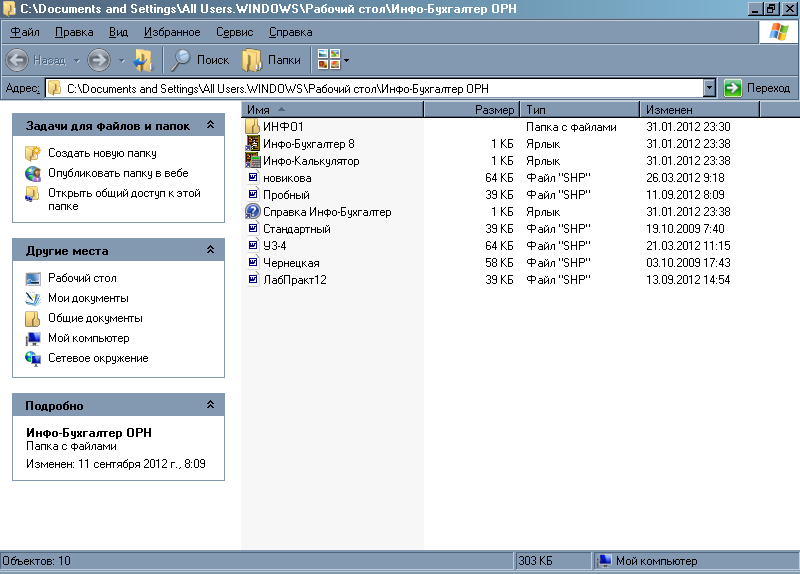 C:\Documents and Settings\All Users.WINDOWS\Рабочий стол\Инфо-Бухгалтер ОРН
Файл Правка Вид Избранное Сервис Справка
Назад Поиск Папки
Адрес: C:\Documents and Settings\All Users.WINDOWS\Рабочий стол\Инфо-Бухгалтер ОРН Переход
Задачи для файлов и папок
Создать новую папку
Опубликовать папку в вебе
Открыть общий доступ к этой
папке
Другие места
Рабочий стол
Мои документы
Общие документы
Мой компьютер
Сетевое окружение
Подробно
Инфо-Бухгалтер ОРН
Папка с файлами
Изменен: 11 сентября 2012 г., 8:09
Имя Размер Тип Изменен
ИНФО1 Папка с файлами 31.01.2012 23:30
Инфо-Бухгалтер 8 1 КБ Ярлык 31.01.2012 23:38
Инфо-Калькулятор 1 КБ Ярлык 31.01.2012 23:38
новикова 64 КБ Файл "SHP" 26.03.2012 9:18
Пробный 39 КБ Файл "SHP" 11.09.2012 8:09
Справка Инфо-Бухгалтер 1 КБ Ярлык 31.01.2012 23:38
Стандартный 39 КБ Файл "SHP" 19.10.2009 7:40
УЗ-4 64 КБ Файл "SHP" 21.03.2012 11:15
Чернецкая 58 КБ Файл "SHP" 03.10.2009 17:43
ЛабПракт12 39 КБ Файл "SHP" 13.09.2012 14:54
Объектов: 10 303 КБ Мой компьютер